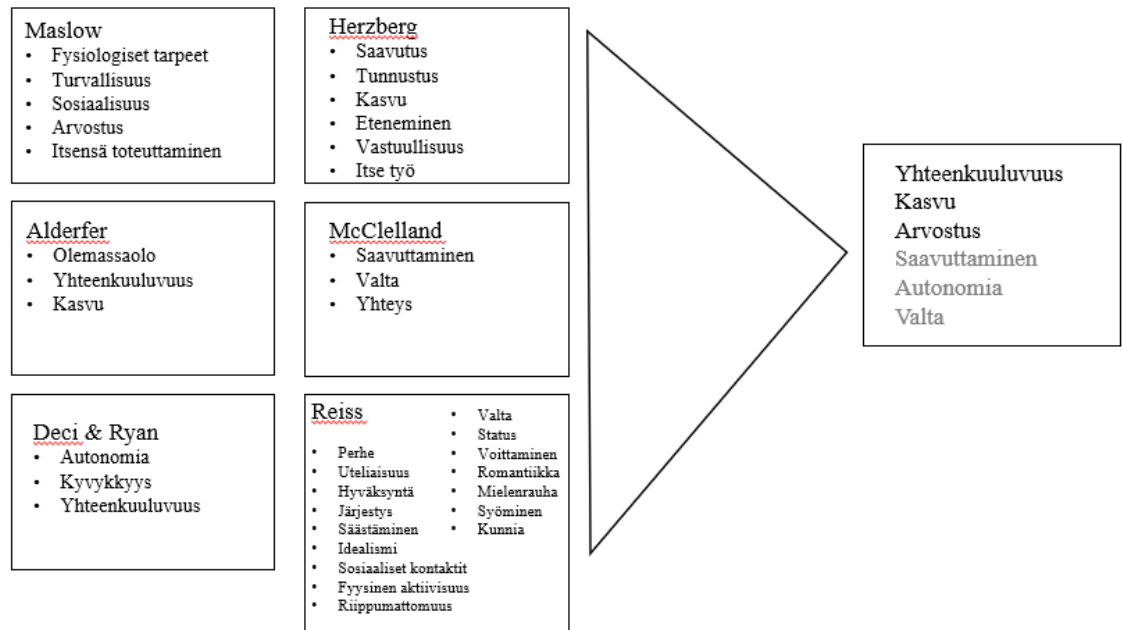 Maslow
• Fysiologiset tarpeet
• Turvallisuus
• Sosiaalisuus
• Arvostus
• Itsensä toteuttaminen
Herzberg
• Saavutus
• Tunnustus
• Kasvu
• Eteneminen
• Vastuullisuus
• Itse työ
Alderfer
• Olemassaolo
• Yhteenkuuluvuus
• Kasvu
McClelland
• Saavuttaminen
• Valta
• Yhteys
Deci & Ryan
• Autonomia
• Kyvykkyys
• Yhteenkuuluvuus
Reiss
• Perhe
• Uteliaisuus
• Hyväksyntä
• Järjestys
• Säästäminen
• Idealismi
• Sosiaaliset kontaktit
• Fyysinen aktiivisuus
• Riippumattomuus
• Valta
• Status
• Voittaminen
• Romantiikka
• Mielenrauha
• Syöminen
• Kunnia
Yhteenkuuluvuus
Kasvu
Arvostus
Saavuttaminen
Autonomia
Valta